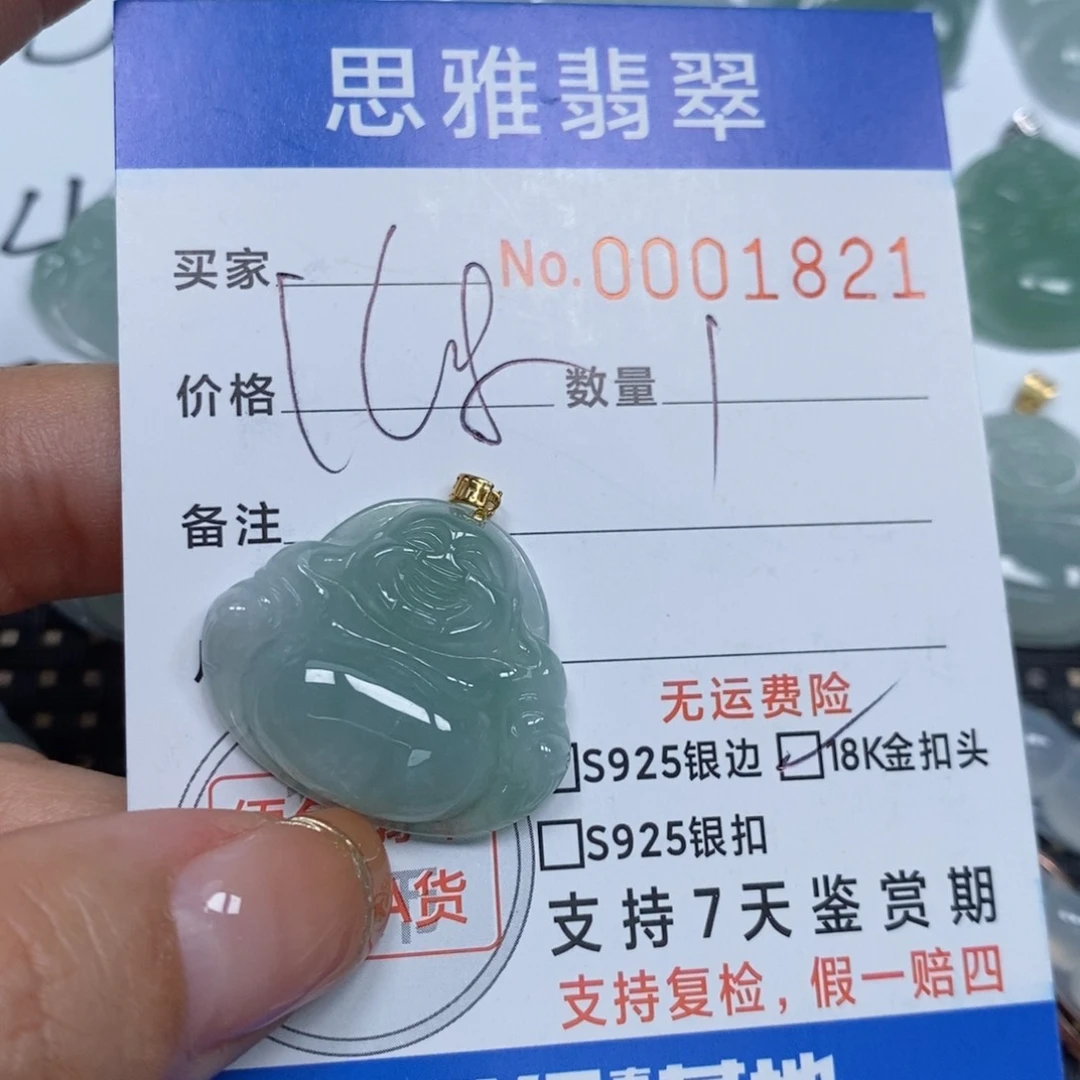 思雅翡翠
买家
No.0001821
价格
数量 1
备注
无运费险
S925银边 18K金扣头
S925银扣
A货
支持7天鉴赏期
支持复检，假一赔四